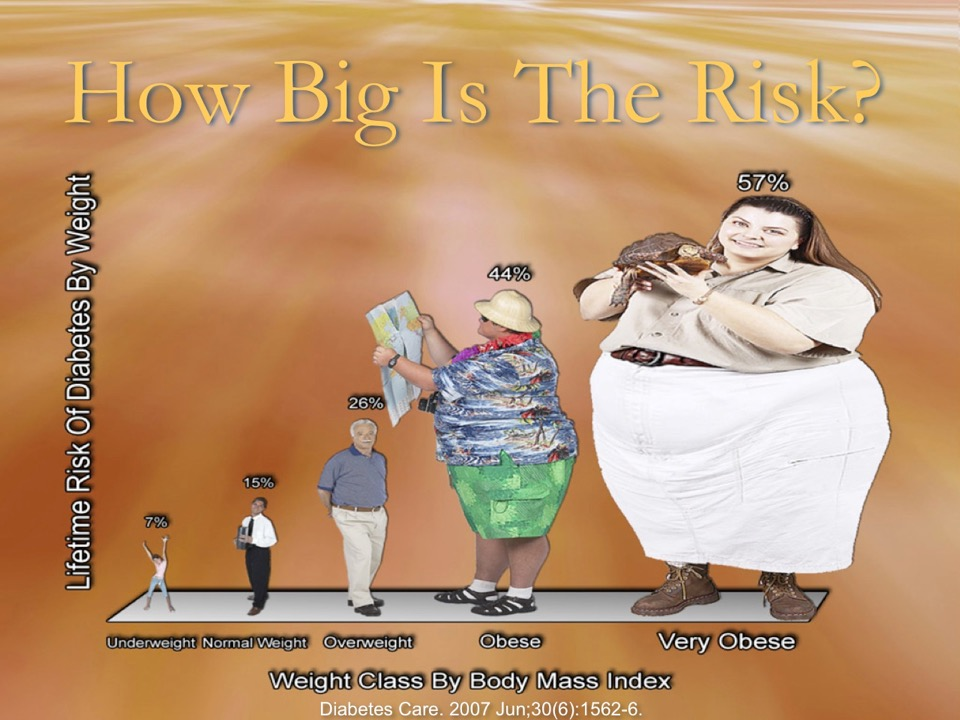 How Big Is The Risk?
Lifetime Risk Of Diabetes By Weight
7%
15%
26%
44%
57%
Underweight
Normal Weight
Overweight
Obese
Very Obese
Weight Class By Body Mass Index
Diabetes Care. 2007 Jun;30(6):1562-6.